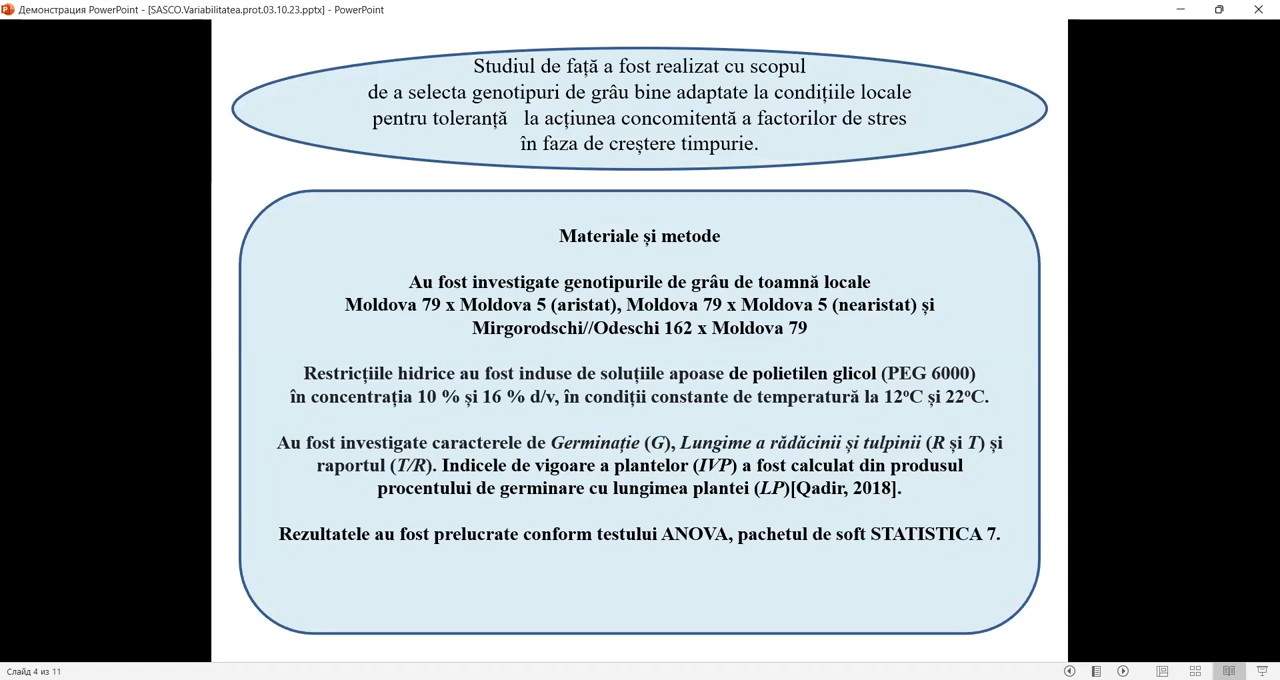 Демонстрация PowerPoint - [SASCO.Variabilitatea.prot.03.10.23.pptx] - PowerPoint
Studiul de față a fost realizat cu scopul
de a selecta genotipuri de grâu bine adaptate la condițiile locale
pentru toleranță la acțiunea concomitentă a factorilor de stres
în faza de creștere timpurie.
Materiale și metode
Au fost investigate genotipurile de grâu de toamnă locale
Moldova 79 x Moldova 5 (aristat), Moldova 79 x Moldova 5 (nearistat) și
Mirgorodschi//Odeschi 162 x Moldova 79
Restricțiile hidrice au fost induse de soluțiile apoase de polietilen glicol (PEG 6000)
în concentrația 10 % și 16 % d/v, în condiții constante de temperatură la 12ºC și 22ºC.
Au fost investigate caracterele de Germinație (G), Lungime a rădăcinii și tulpinii (R și T) și
raportul (T/R). Indicele de vigoare a plantelor (IVP) a fost calculat din produsul
procentului de germinare cu lungimea plantei (LP)[Qadir, 2018].
Rezultatele au fost prelucrate conform testului ANOVA, pachetul de soft STATISTICA 7.
Слайд 4 из 11